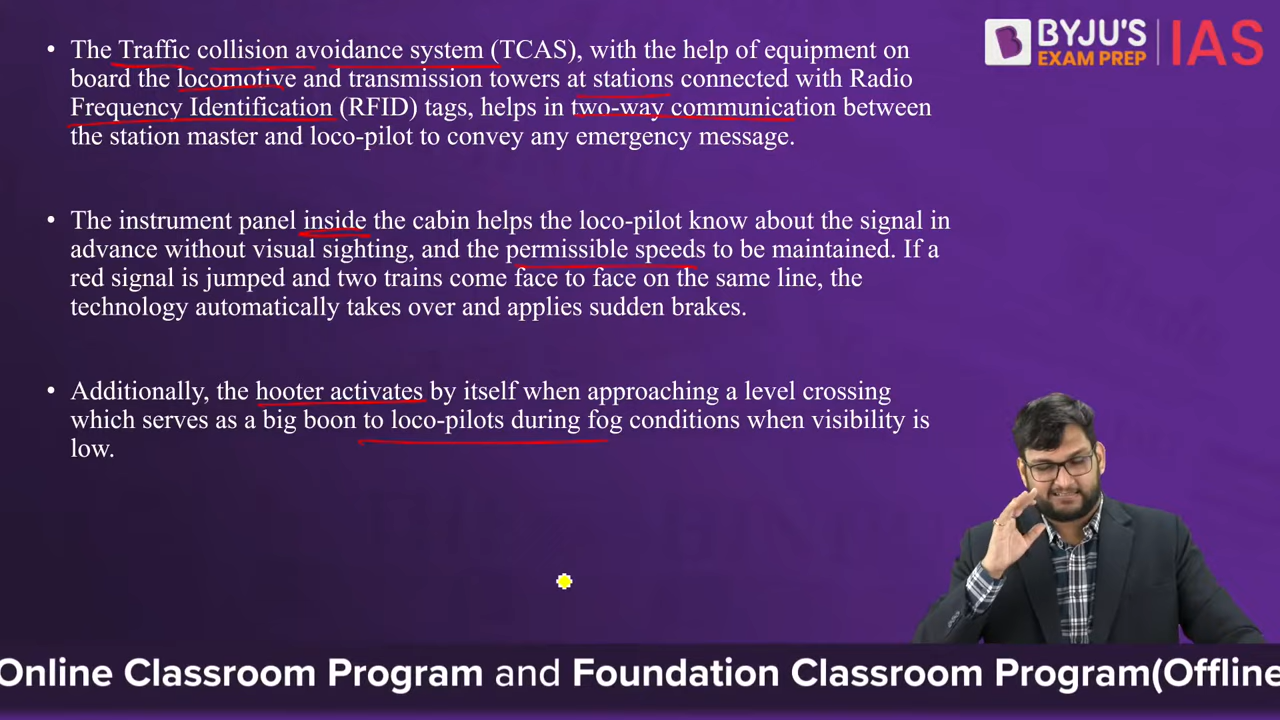 • The Traffic collision avoidance system (TCAS), with the help of equipment on
board the locomotive and transmission towers at stations connected with Radio
Frequency Identification (RFID) tags, helps in two-way communication between
the station master and loco-pilot to convey any emergency message.
• The instrument panel inside the cabin helps the loco-pilot know about the signal in
advance without visual sighting, and the permissible speeds to be maintained. If a
red signal is jumped and two trains come face to face on the same line, the
technology automatically takes over and applies sudden brakes.
• Additionally, the hooter activates by itself when approaching a level crossing
which serves as a big boon to loco-pilots during fog conditions when visibility is
low.
BYJU'S
EXAM PREP
IAS
Online Classroom Program and Foundation Classroom Program(Offline